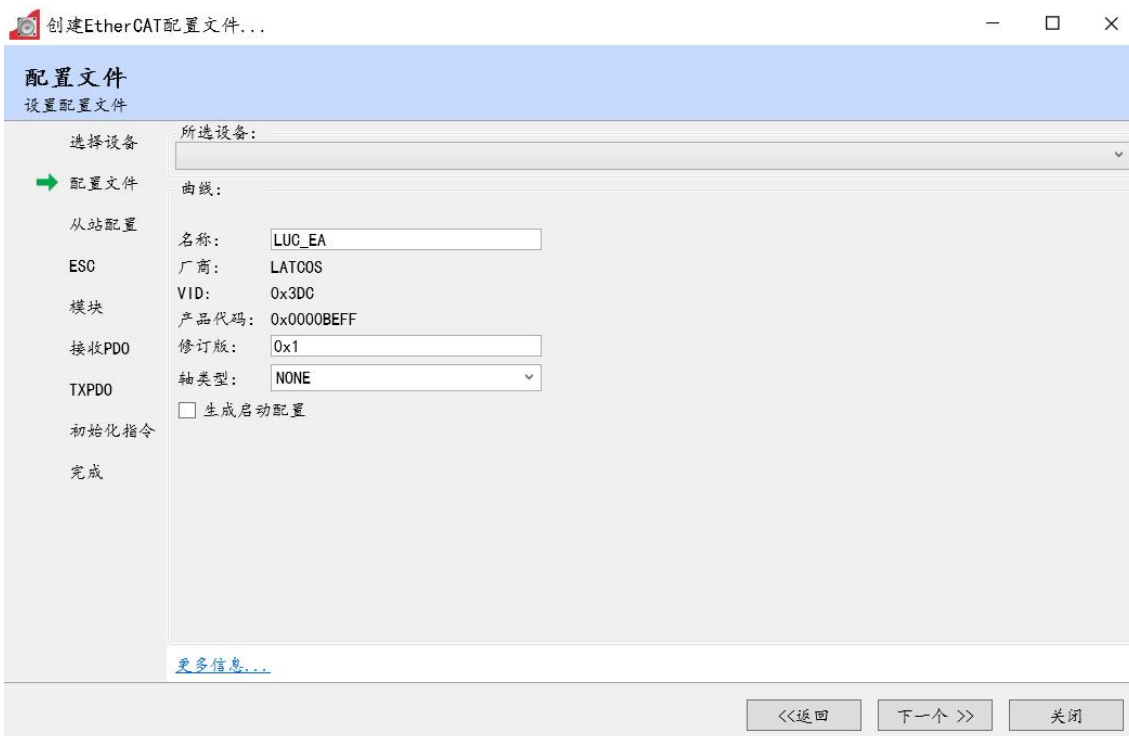 创建EtherCAT配置文件...
配置文件
设置配置文件
选择设备
配置文件
从站配置
ESC
模块
接收PDO
TXPDO
初始化指令
完成
所选设备:
曲线:
名称: LUC_EA
厂商: LATCOS
VID: 0x3DC
产品代码: 0x0000BEFF
修订版: 0x1
轴类型: NONE
生成启动配置
更多信息...
<<返回 下一个 >> 关闭